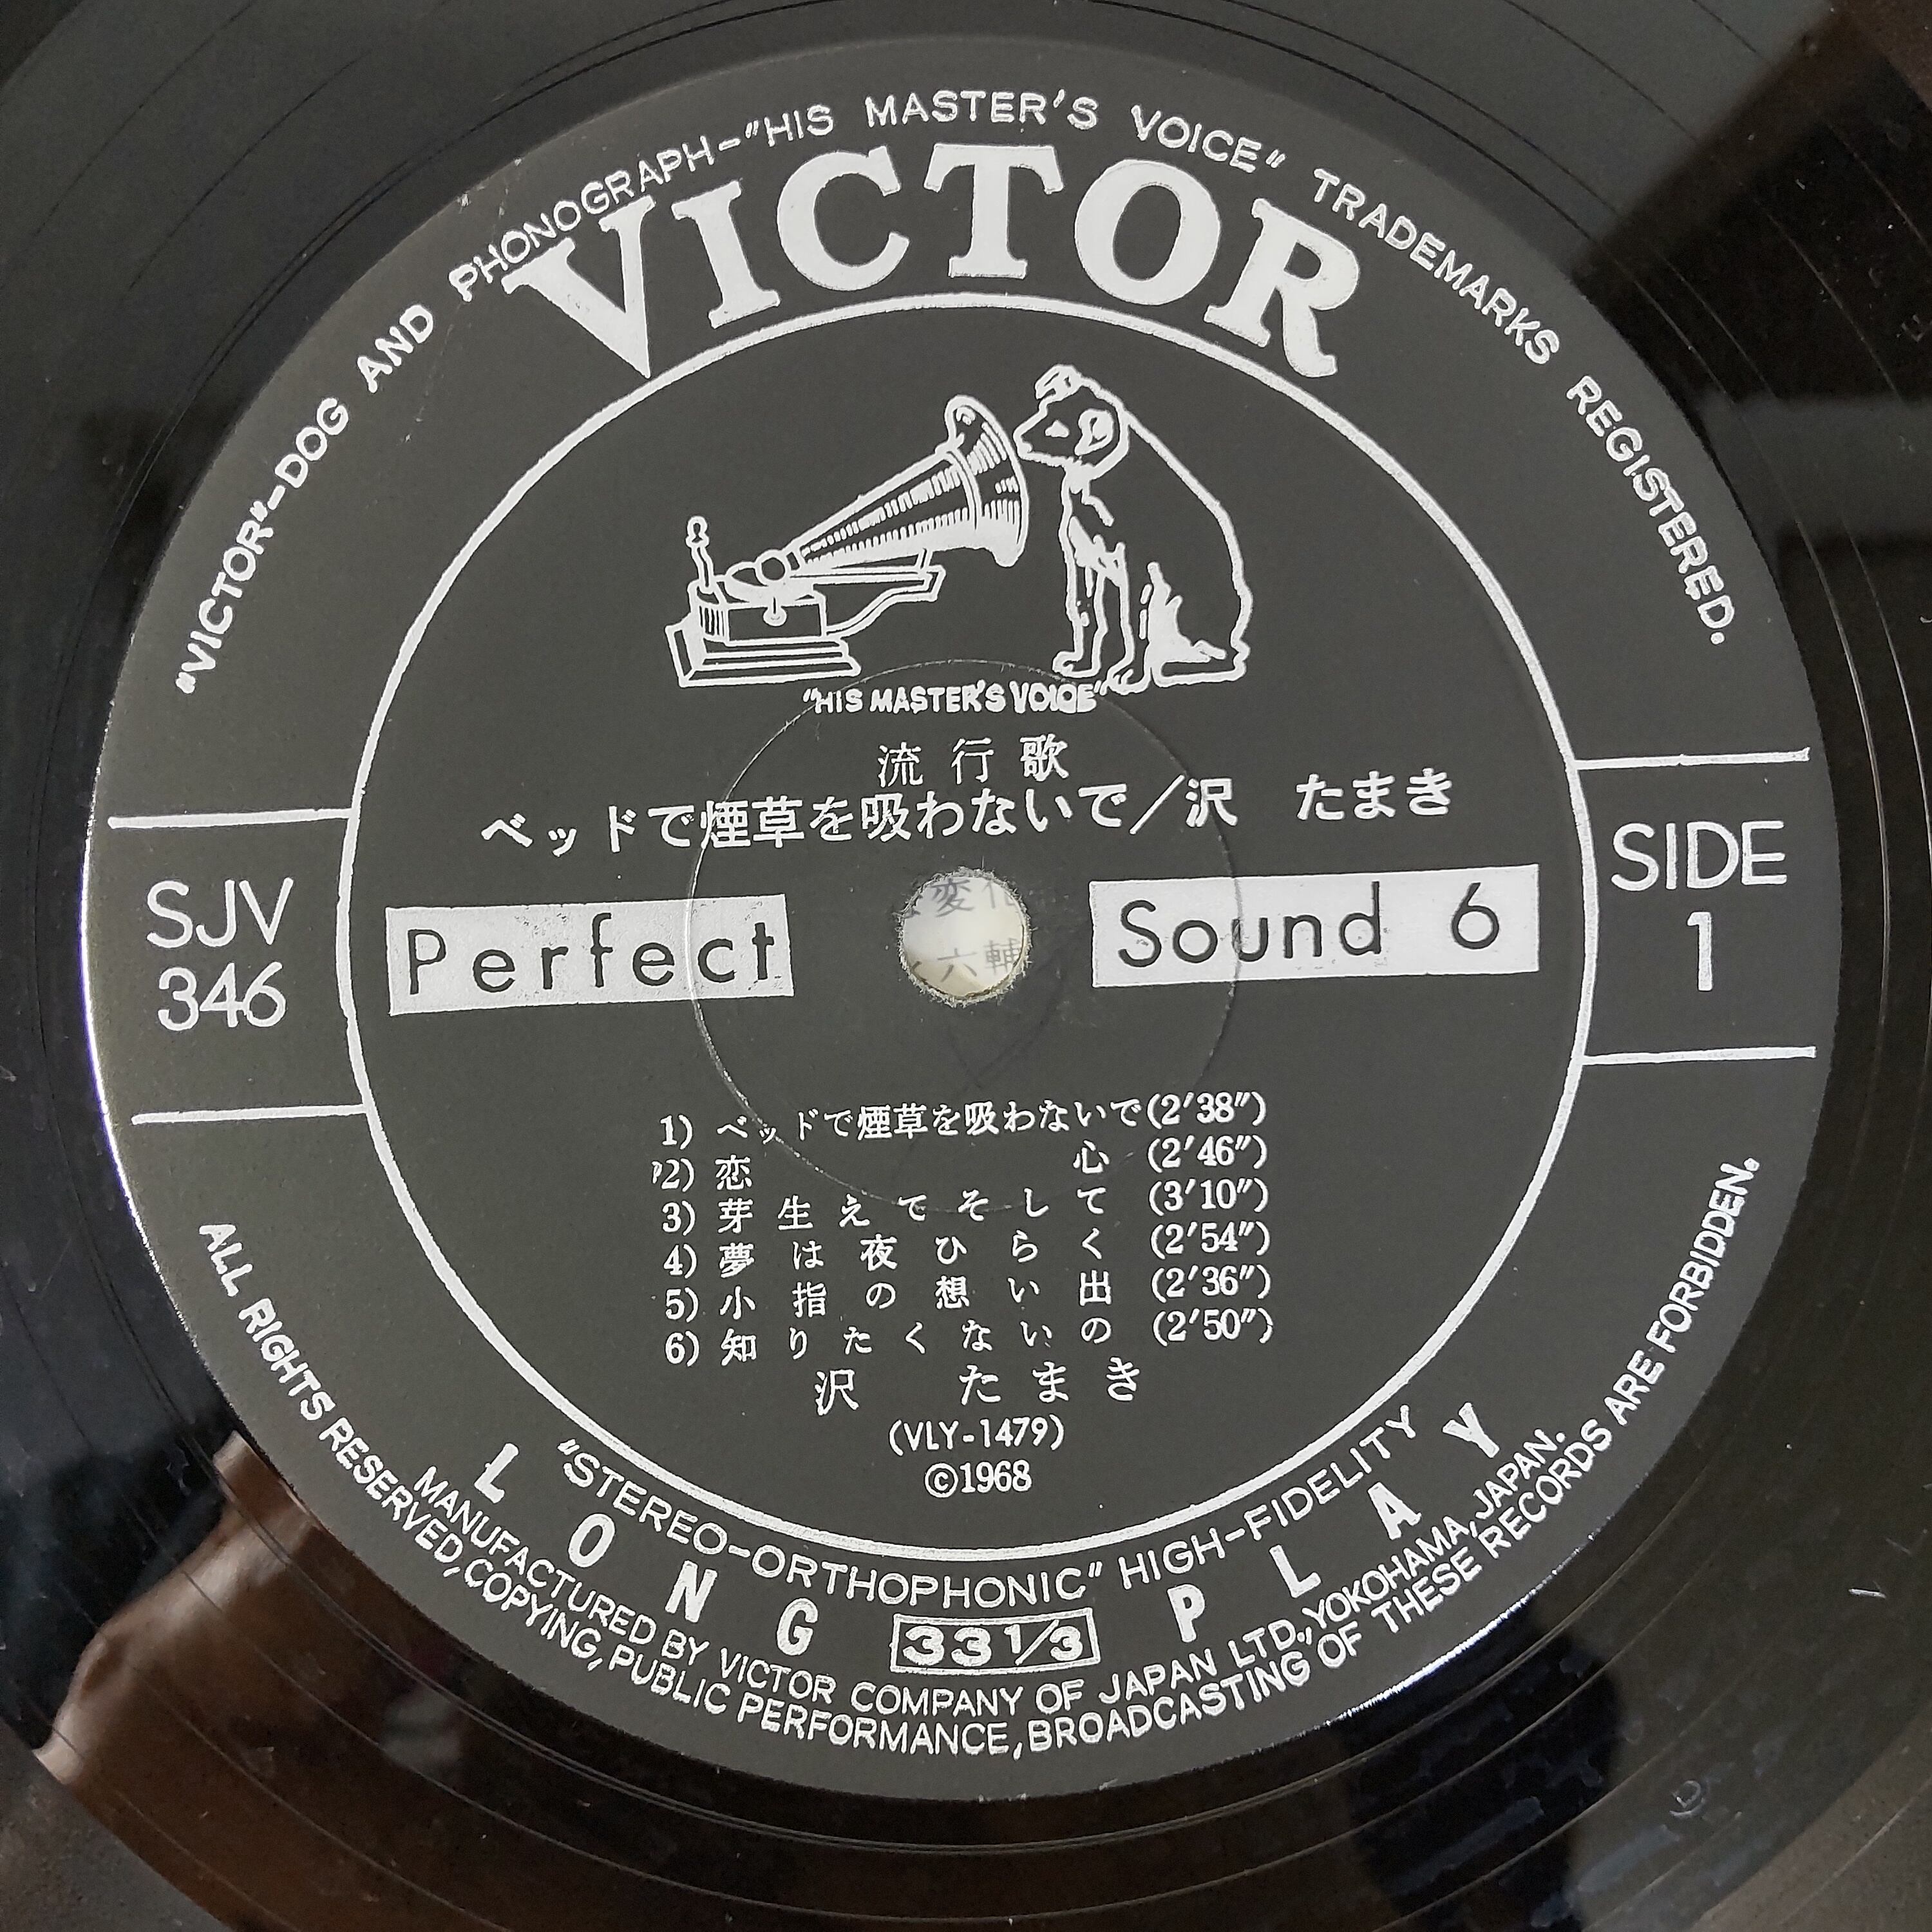 "VICTOR"-DOG AND PHONOGRAPH-"HIS MASTER'S VOICE" TRADEMARKS REGISTERED.
VICTOR
"HIS MASTER'S VOICE"
流行歌
ベッドで煙草を吸わないで/沢 たまき
SJV
346
Perfect
Sound 6
SIDE
1
変
六輔
1) ベッドで煙草を吸わないで(2'38")
2) 恋心 (2'46")
3) 芽生えてそして (3'10")
4) 夢は夜ひらく (2'54")
5) 小指の想い出 (2'36")
6) 知りたくないの (2'50")
沢 たまき
(VLY-1479)
©1968
"STEREO-ORTHOPHONIC" HIGH-FIDELITY
LONG 33 1/3 PLAY
MANUFACTURED BY VICTOR COMPANY OF JAPAN LTD., YOKOHAMA, JAPAN.
ALL RIGHTS RESERVED, COPYING, PUBLIC PERFORMANCE, BROADCASTING OF THESE RECORDS ARE FORBIDDEN.